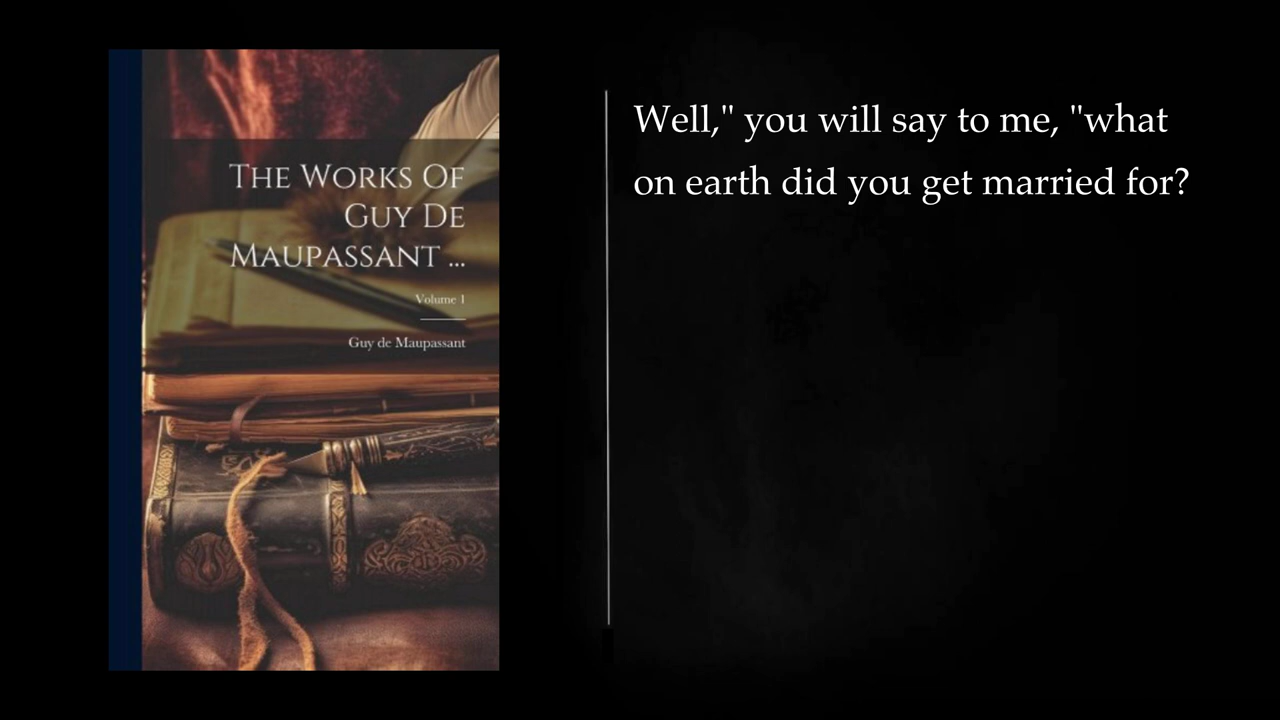 THE WORKS OF
GUY DE
MAUPASSANT ...
Volume 1
Guy de Maupassant
Well," you will say to me, "what
on earth did you get married for?